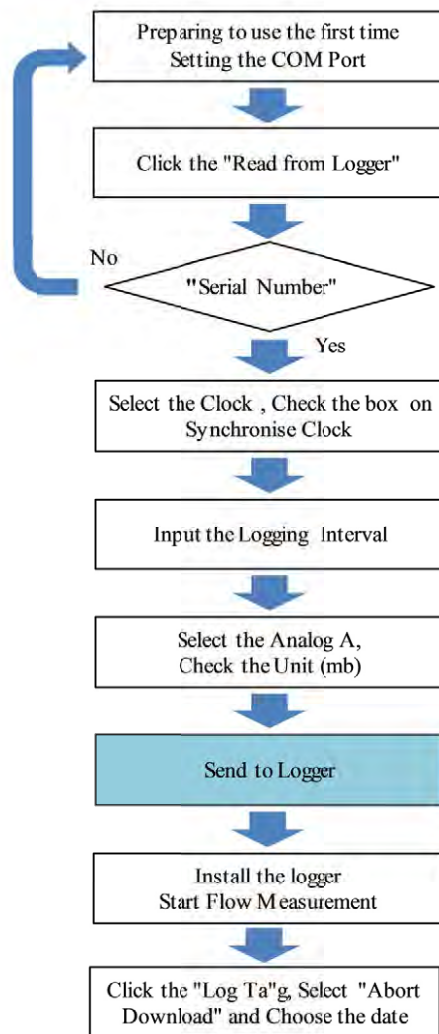 Preparing to use the first time
Setting the COM Port
Click the "Read from Logger"
No
"Serial Number"
Yes
Select the Clock , Check the box on
Synchronise Clock
Input the Logging Interval
Select the Analog A,
Check the Unit (mb)
Send to Logger
Install the logger
Start Flow Measurement
Click the "Log Ta"g, Select "Abort
Download" and Choose the date